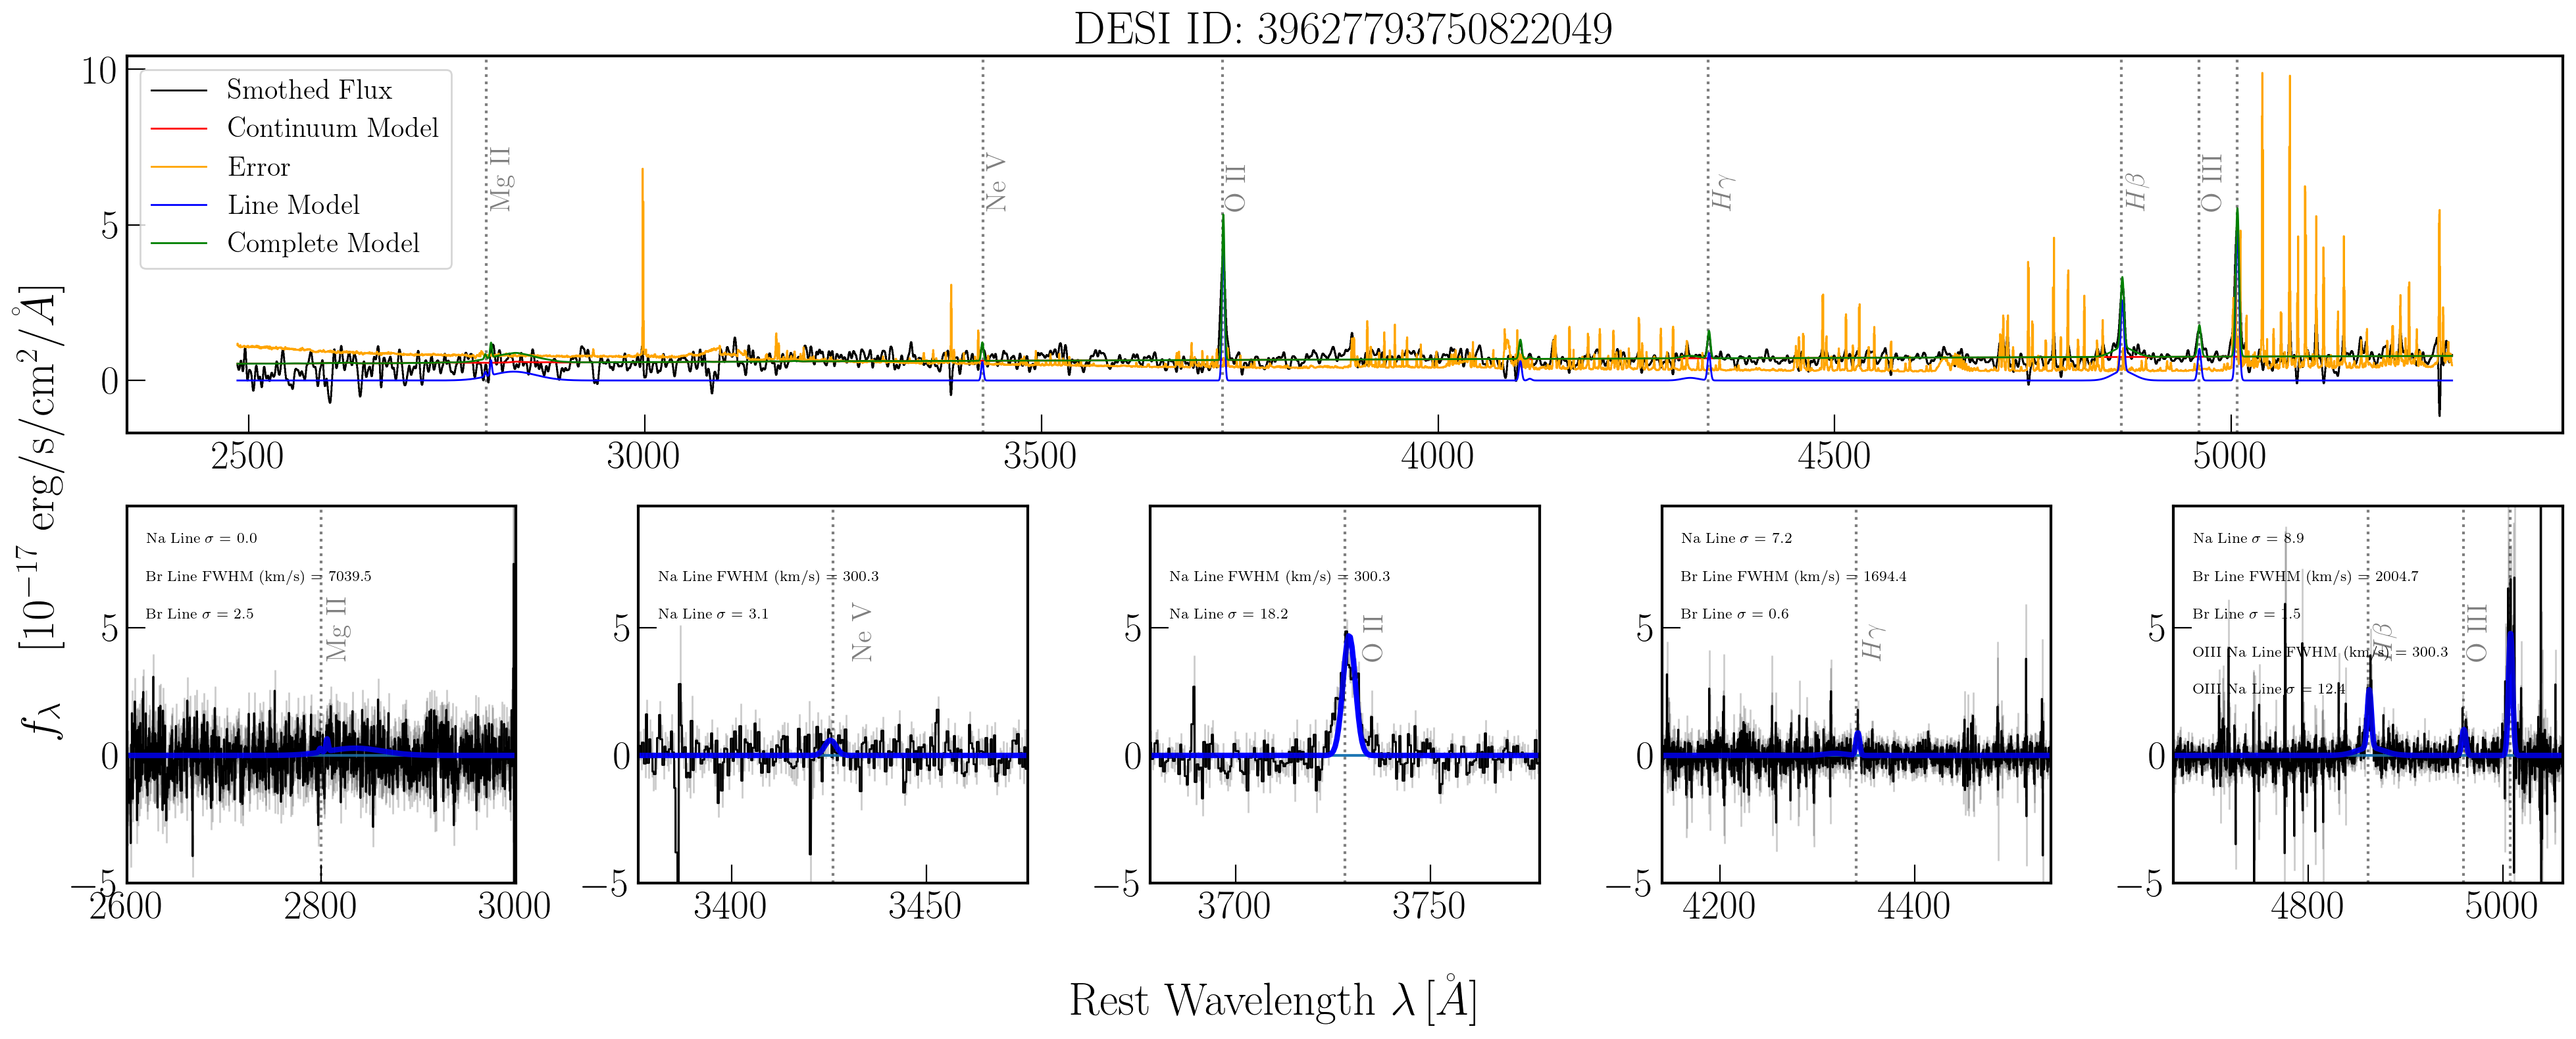 DESI ID: 39627793750822049
10
5
0
Smothed Flux
Continuum Model
Error
Line Model
Complete Model
Mg II
Ne V
O II
Hγ
Hβ
O III
2500 3000 3500 4000 4500 5000
fλ [10−17 erg/s/cm2/Å]
Na Line σ = 0.0
Br Line FWHM (km/s) = 7039.5
Br Line σ = 2.5
Mg II
5
0
−5
2600 2800 3000
Na Line FWHM (km/s) = 300.3
Na Line σ = 3.1
Ne V
5
0
−5
3400 3450
Na Line FWHM (km/s) = 300.3
Na Line σ = 18.2
O II
5
0
−5
3700 3750
Na Line σ = 7.2
Br Line FWHM (km/s) = 1694.4
Br Line σ = 0.6
Hγ
5
0
−5
4200 4400
Na Line σ = 8.9
Br Line FWHM (km/s) = 2004.7
Br Line σ = 1.5
OIII Na Line FWHM (km/s) = 300.3
OIII Na Line σ = 12.4
Hβ
O III
5
0
−5
4800 5000
Rest Wavelength λ [Å]